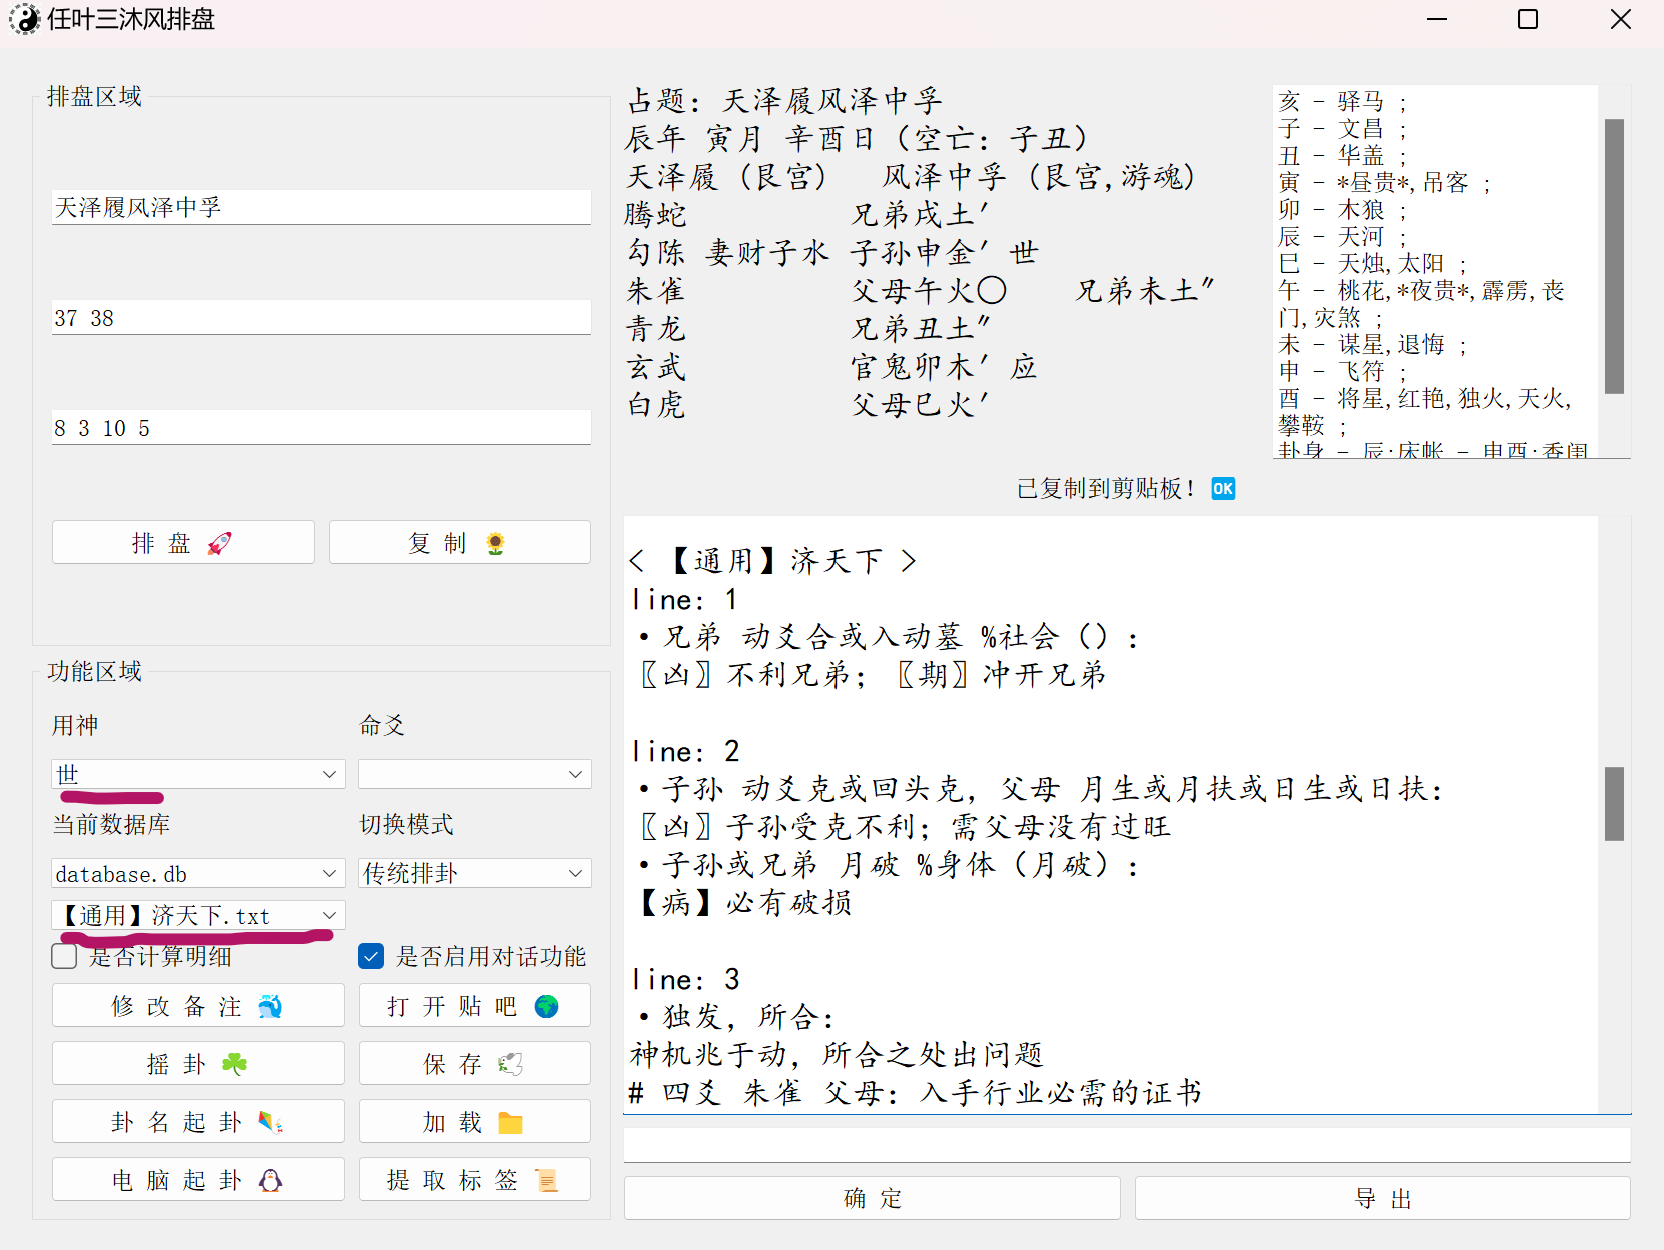 任叶三沐风排盘
排盘区域
天泽履风泽中孚
37 38
8 3 10 5
排 盘
复 制
功能区域
用神
命爻
世
当前数据库
切换模式
database.db
传统排卦
【通用】济天下.txt
是否计算明细
是否启用对话功能
修 改 备 注
打 开 贴 吧
摇 卦
保 存
卦 名 起 卦
加 载
电 脑 起 卦
提 取 标 签
占题: 天泽履风泽中孚
辰年 寅月 辛酉日 (空亡: 子丑)
天泽履 (艮宫) 风泽中孚 (艮宫,游魂)
腾蛇 兄弟戌土′
勾陈 妻财子水 子孙申金′ 世
朱雀 父母午火〇 兄弟未土″
青龙 兄弟丑土″
玄武 官鬼卯木′ 应
白虎 父母巳火′
亥 - 驿马 ;
子 - 文昌 ;
丑 - 华盖 ;
寅 - *昼贵*,吊客 ;
卯 - 木狼 ;
辰 - 天河 ;
巳 - 天烛,太阳 ;
午 - 桃花,*夜贵*,霹雳,丧
门,灾煞 ;
未 - 谋星,退悔 ;
申 - 飞符 ;
酉 - 将星,红艳,独火,天火,
攀鞍 ;
卦身 - 辰;床帐 - 申酉;香闺
已复制到剪贴板! OK
< 【通用】济天下 >
line: 1
·兄弟 动爻合或入动墓 %社会 ():
〖凶〗不利兄弟; 〖期〗冲开兄弟
line: 2
·子孙 动爻克或回头克, 父母 月生或月扶或日生或日扶:
〖凶〗子孙受克不利; 需父母没有过旺
·子孙或兄弟 月破 %身体 (月破):
【病】必有破损
line: 3
·独发, 所合:
神机兆于动, 所合之处出问题
# 四爻 朱雀 父母: 入手行业必需的证书
确 定
导 出